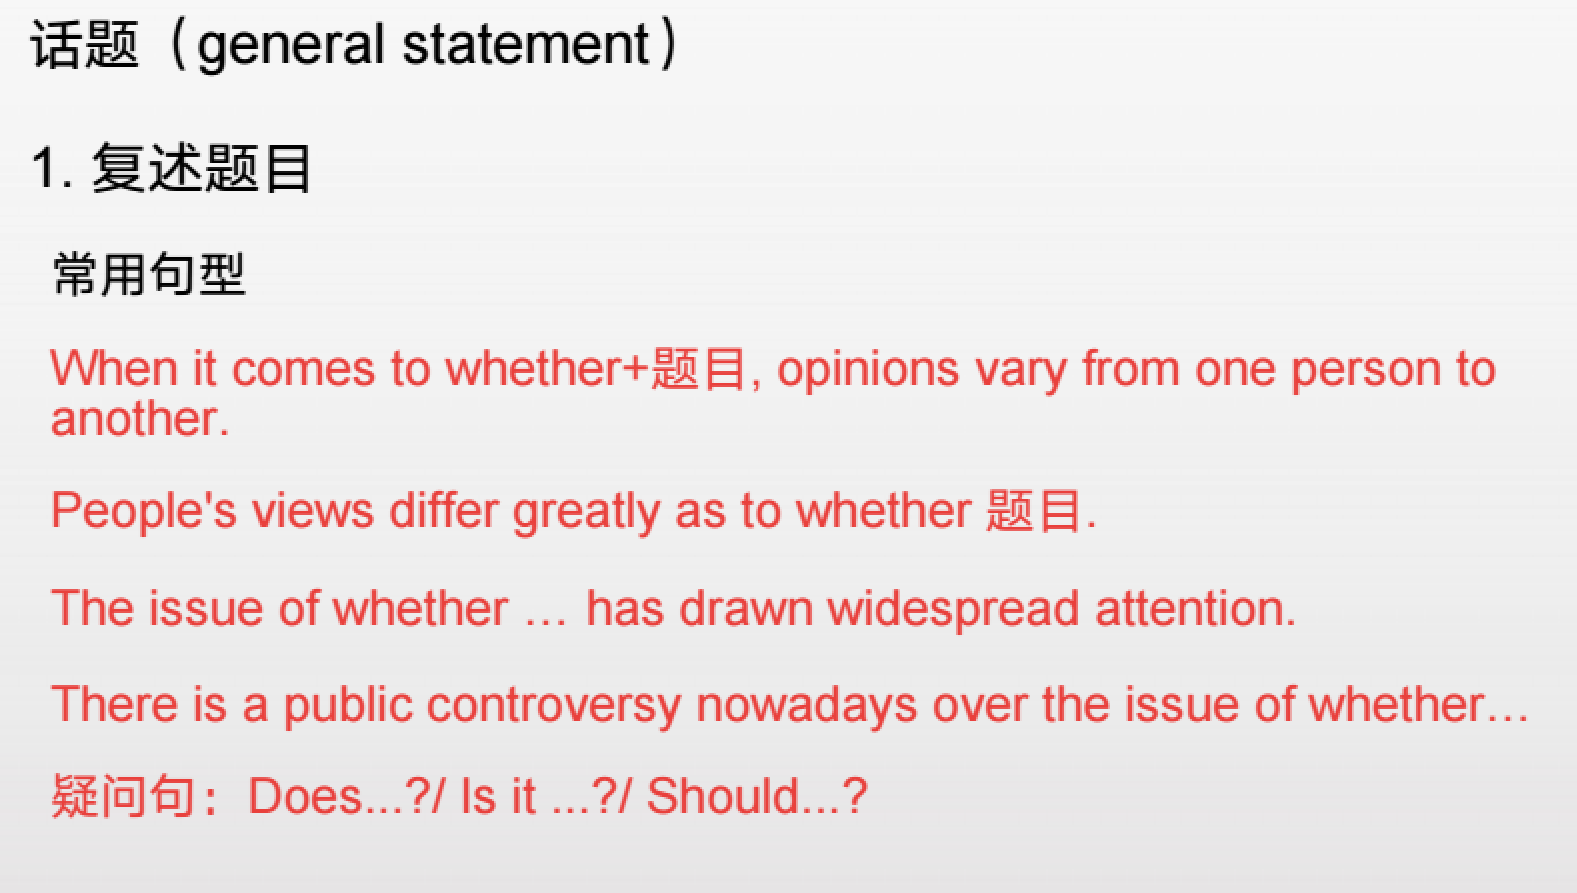 话题（general statement）
1. 复述题目
常用句型
When it comes to whether+题目, opinions vary from one person to
another.
People's views differ greatly as to whether 题目.
The issue of whether ... has drawn widespread attention.
There is a public controversy nowadays over the issue of whether...
疑问句：Does...?/ Is it ...?/ Should...?